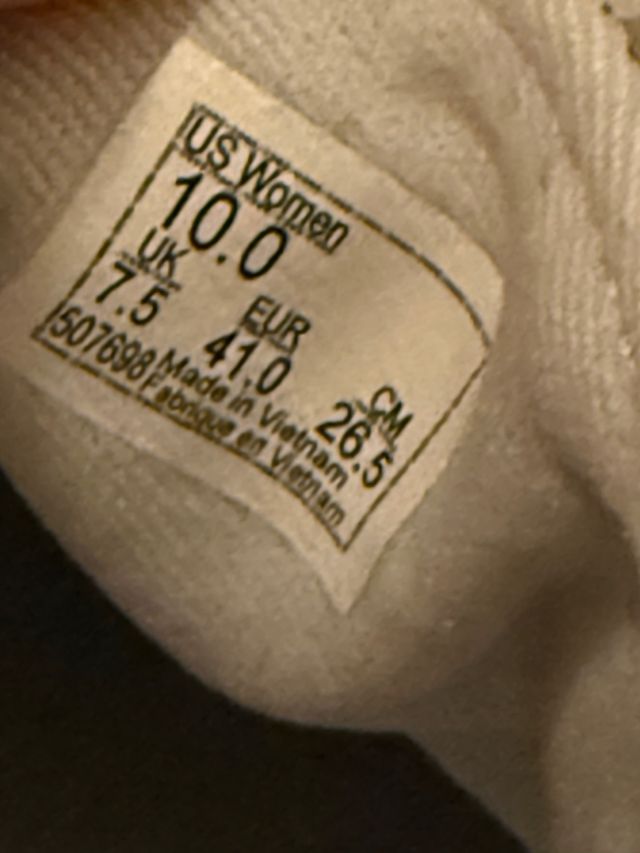 US Women
10.0
UK EUR CM
7.5 41.0 26.5
507698 Made in Vietnam
Fabriqué en Vietnam